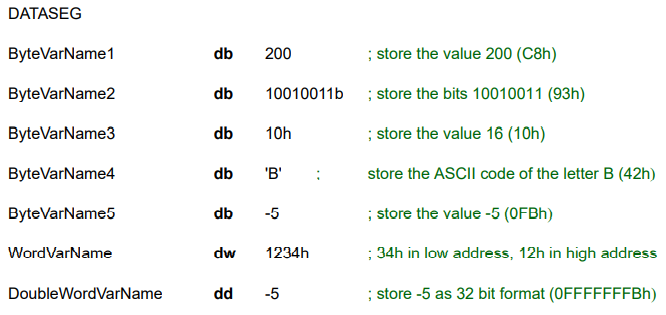 DATASEG
ByteVarName1 db 200 ; store the value 200 (C8h)
ByteVarName2 db 10010011b ; store the bits 10010011 (93h)
ByteVarName3 db 10h ; store the value 16 (10h)
ByteVarName4 db 'B' ; store the ASCII code of the letter B (42h)
ByteVarName5 db -5 ; store the value -5 (0FBh)
WordVarName dw 1234h ; 34h in low address, 12h in high address
DoubleWordVarName dd -5 ; store -5 as 32 bit format (0FFFFFFFBh)